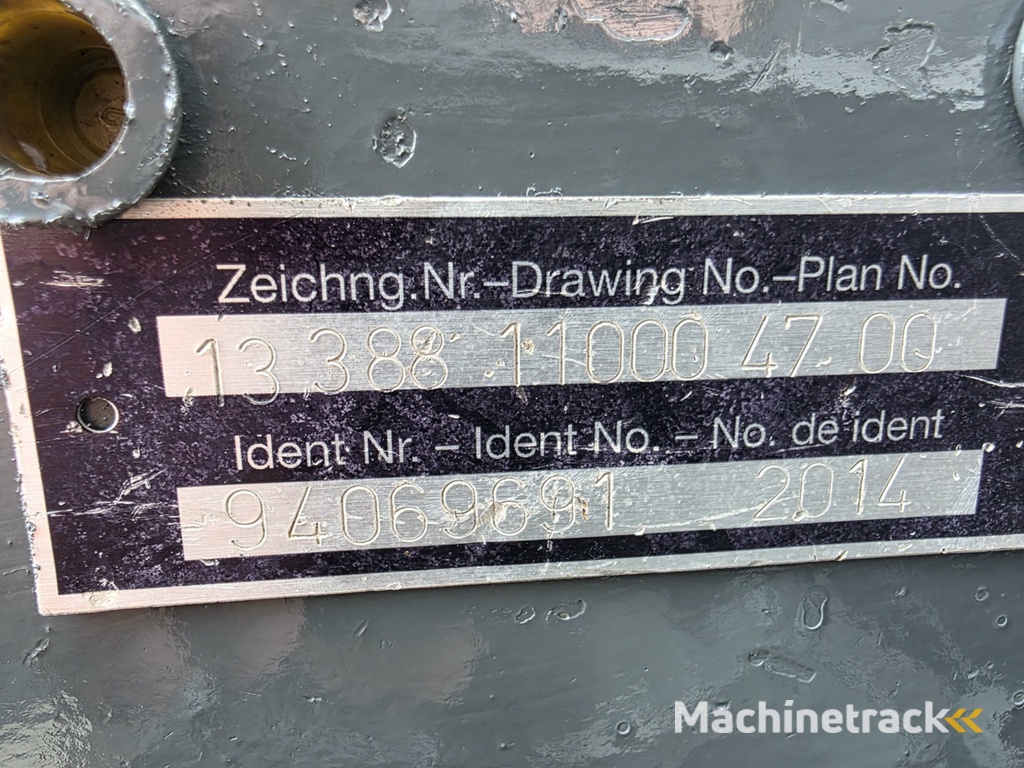 Zeichng.Nr.–Drawing No.–Plan No.
13 388 11000 47 00
Ident Nr. – Ident No. – No. de ident
94069691 2014
Machinetrack